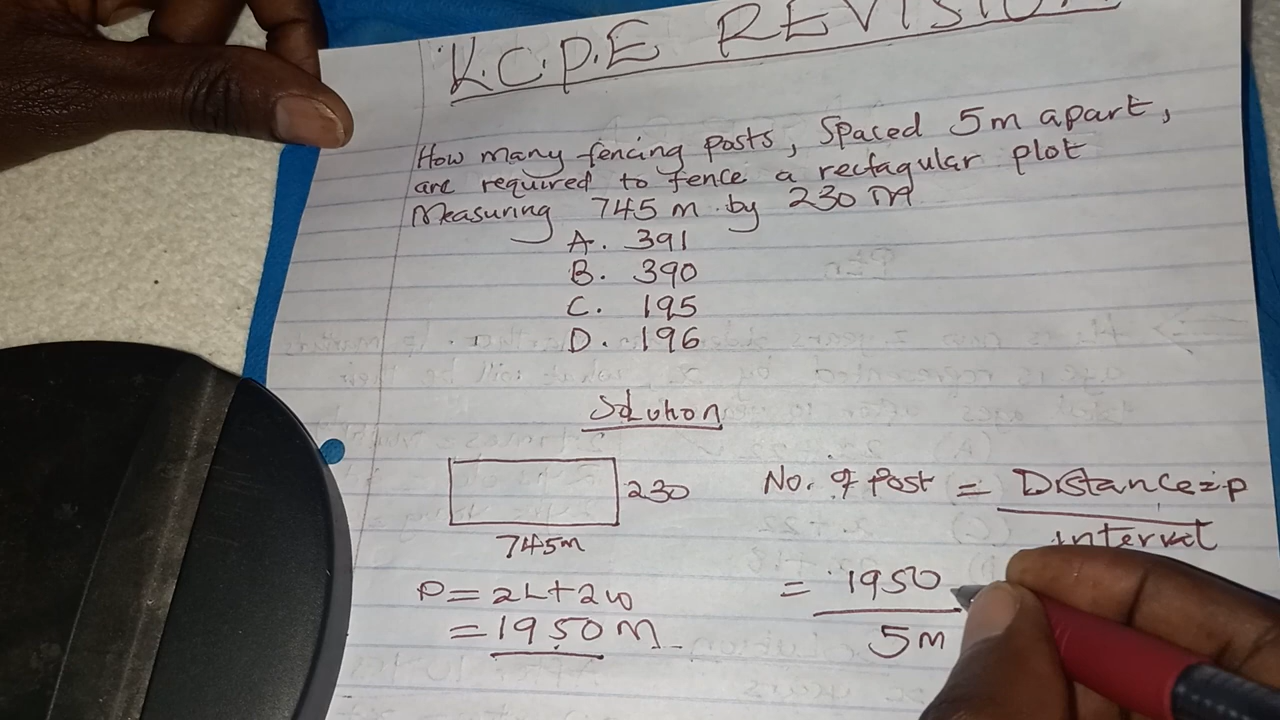 K.C.P.E REVISION
How many fencing posts, spaced 5m apart,
are required to fence a rectagular plot
Measuring 745 m by 230 m.
A. 391
B. 390
C. 195
D. 196
Solution
230
745m
P = 2L + 2w
= 1950 m
No. of Post = Distance = p
interval
= 1950
5m